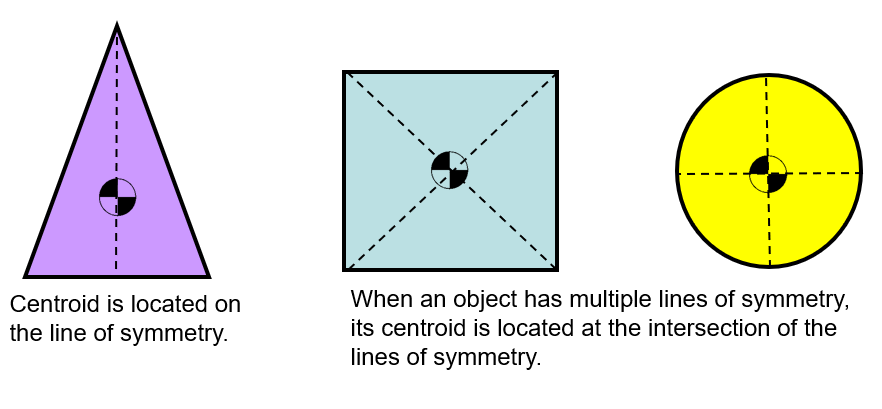 Centroid is located on
the line of symmetry.
When an object has multiple lines of symmetry,
its centroid is located at the intersection of the
lines of symmetry.